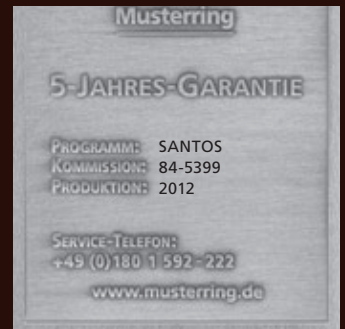 Musterring
5-JAHRES-GARANTIE
PROGRAMM: SANTOS
KOMMISSION: 84-5399
PRODUKTION: 2012
SERVICE-TELEFON:
+49 (0)180 1 592-222
www.musterring.de